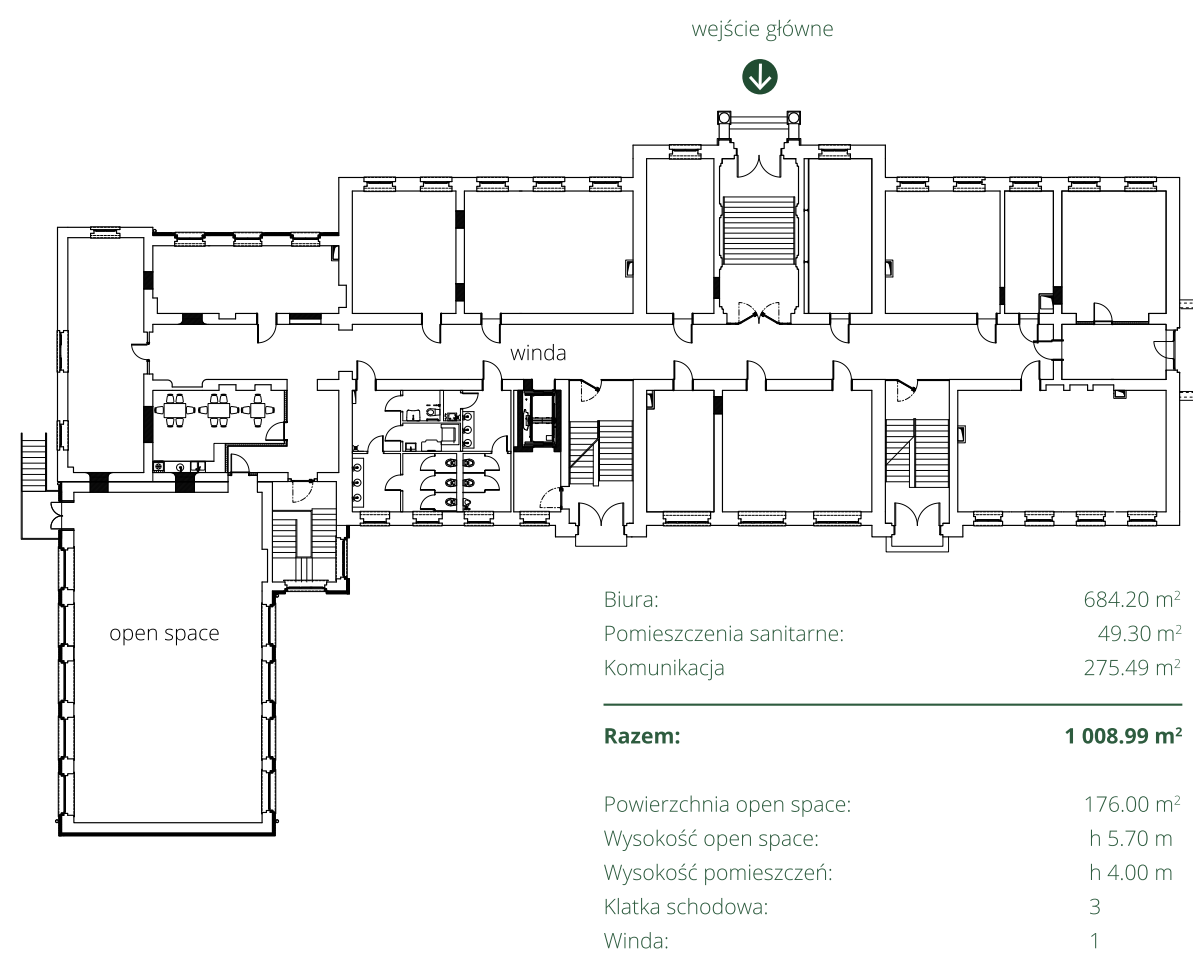 wejście główne
winda
open space
Biura: 684.20 m²
Pomieszczenia sanitarne: 49.30 m²
Komunikacja 275.49 m²
Razem: 1 008.99 m²
Powierzchnia open space: 176.00 m²
Wysokość open space: h 5.70 m
Wysokość pomieszczeń: h 4.00 m
Klatka schodowa: 3
Winda: 1